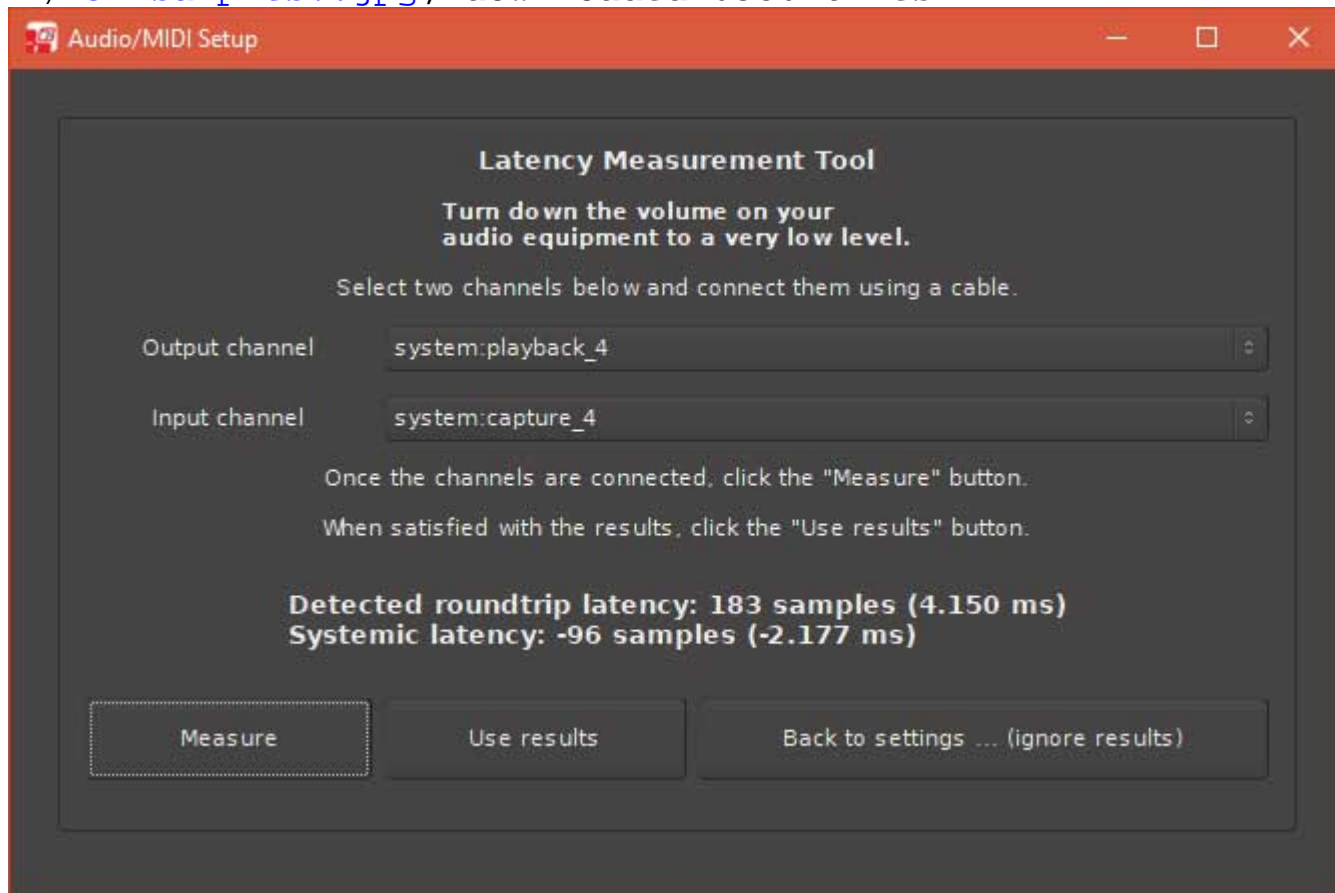 Audio/MIDI Setup
Latency Measurement Tool
Turn down the volume on your
audio equipment to a very low level.
Select two channels below and connect them using a cable.
Output channel system:playback_4
Input channel system:capture_4
Once the channels are connected, click the "Measure" button.
When satisfied with the results, click the "Use results" button.
Detected roundtrip latency: 183 samples (4.150 ms)
Systemic latency: -96 samples (-2.177 ms)
Measure Use results Back to settings ... (ignore results)